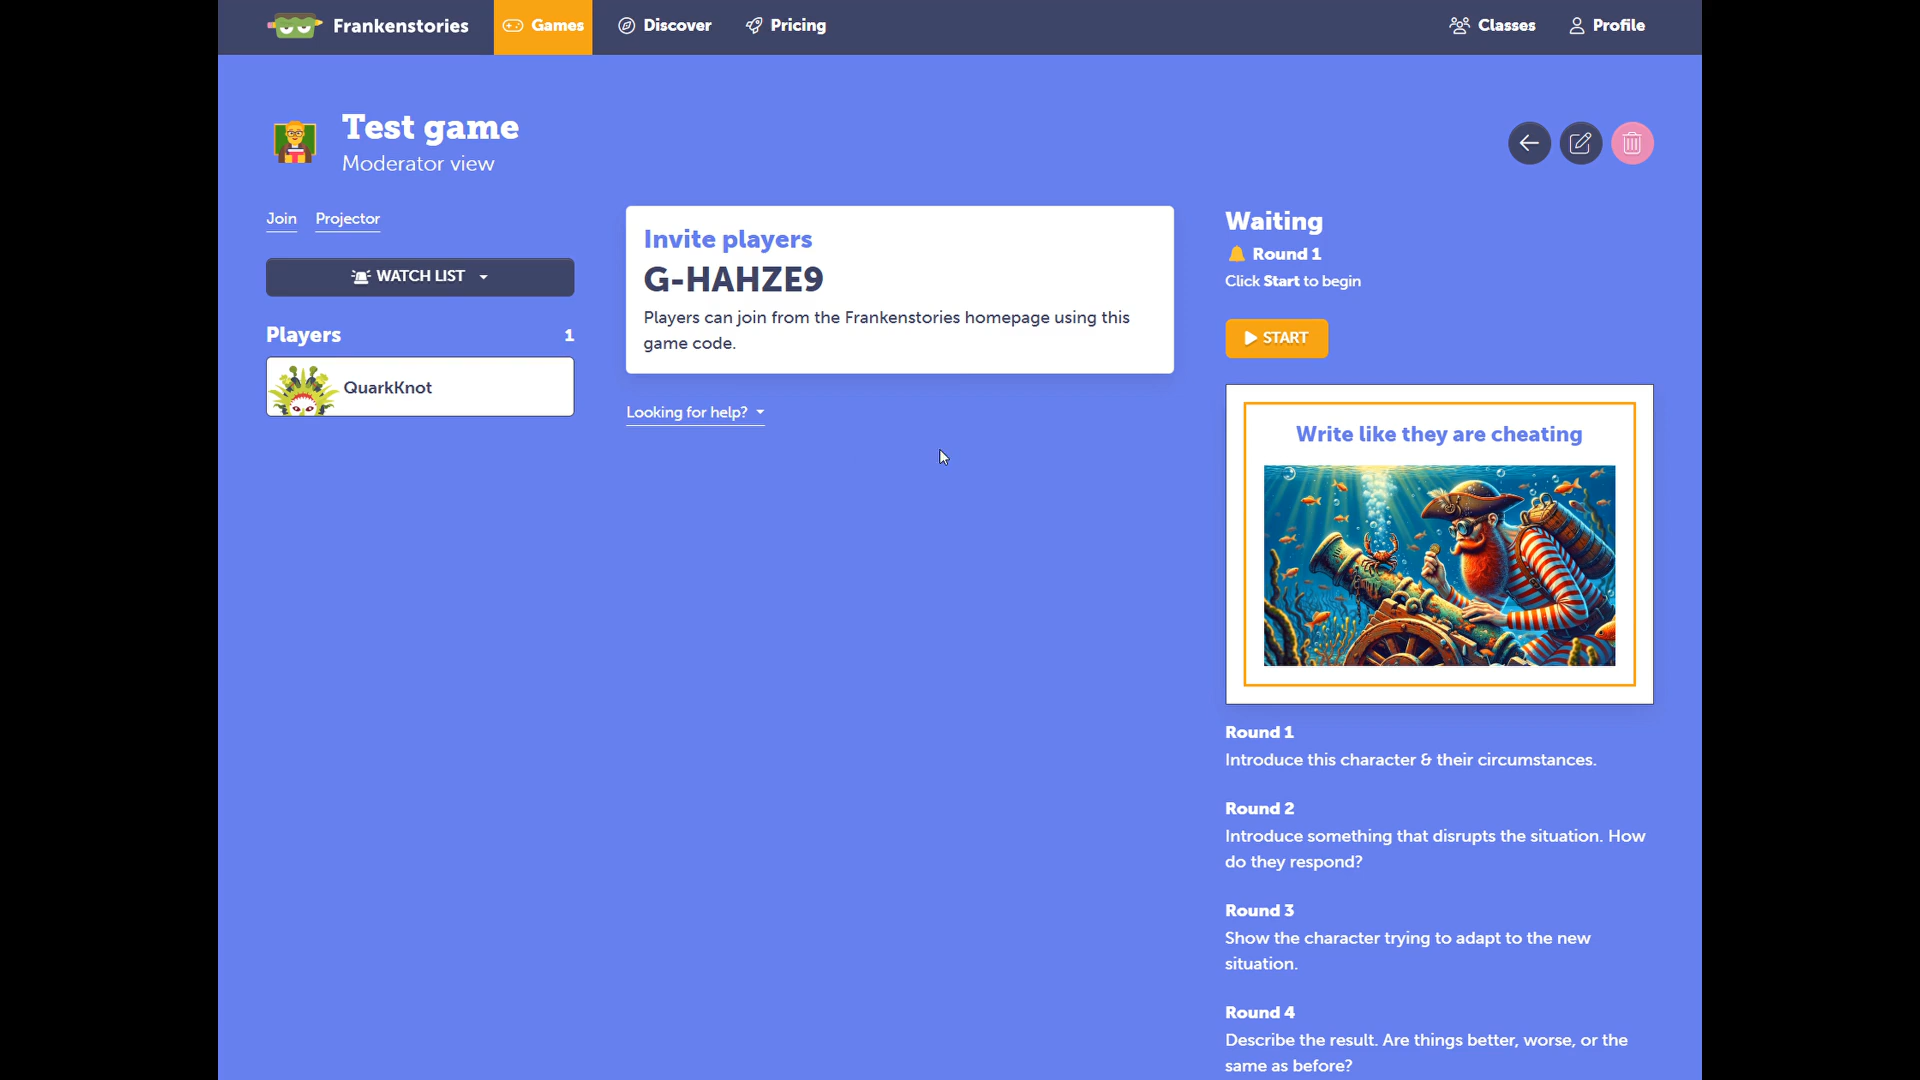 Frankenstories
Games
Discover
Pricing
Classes
Profile
Test game
Moderator view
Join
Projector
WATCH LIST
Players
1
QuarkKnot
Invite players
G-HAHZE9
Players can join from the Frankenstories homepage using this
game code.
Looking for help?
Waiting
Round 1
Click Start to begin
START
Write like they are cheating
Round 1
Introduce this character & their circumstances.
Round 2
Introduce something that disrupts the situation. How
do they respond?
Round 3
Show the character trying to adapt to the new
situation.
Round 4
Describe the result. Are things better, worse, or the
same as before?